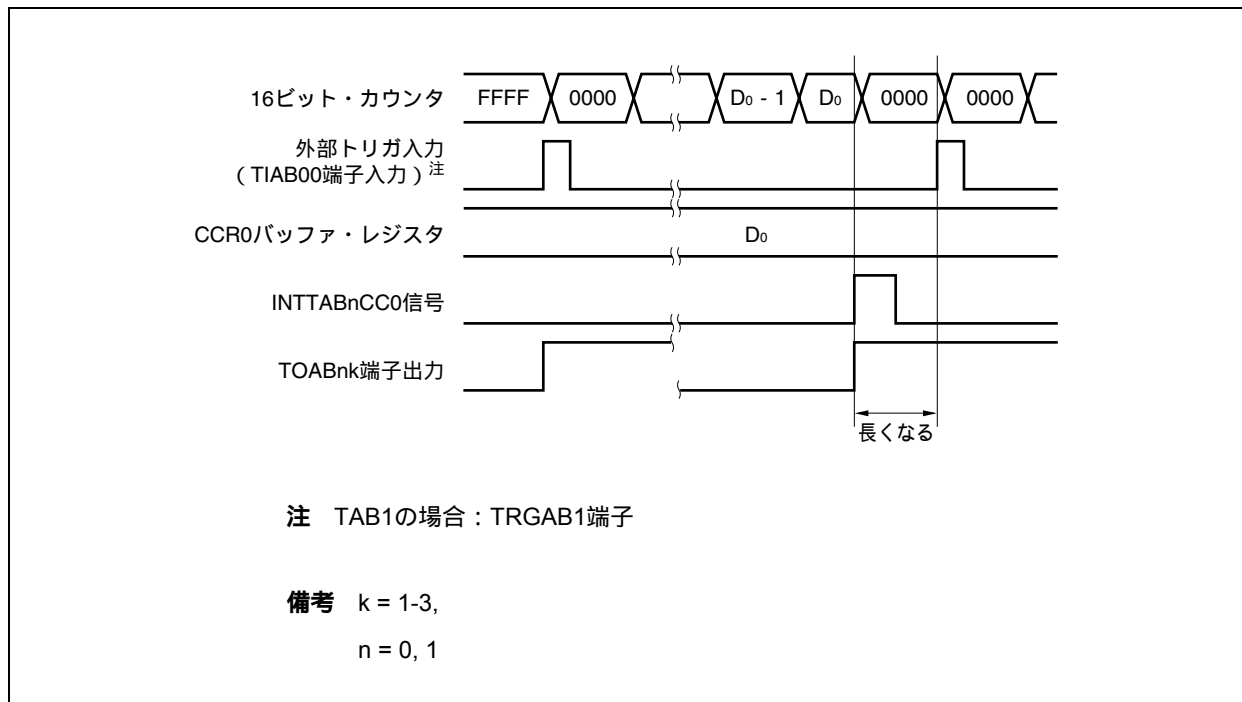 16ビット・カウンタ FFFF 0000 D₀ - 1 D₀ 0000 0000
外部トリガ入力
（TIAB00端子入力）注
CCR0バッファ・レジスタ D₀
INTTABnCC0信号
TOABnk端子出力
長くなる
注 TAB1の場合：TRGAB1端子
備考 k = 1-3,
n = 0, 1